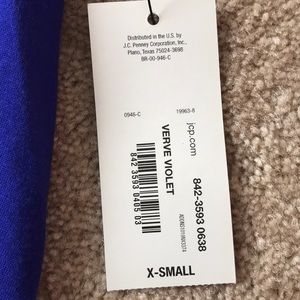 Distributed in the U.S. by
J.C. Penney Corporation, Inc.,
Plano, Texas 75024-3698
BR-00-946-C
0946-C
19963-8
jcp.com
842-3593 0638
VERVE VIOLET
842 3593 0405 03
X-SMALL